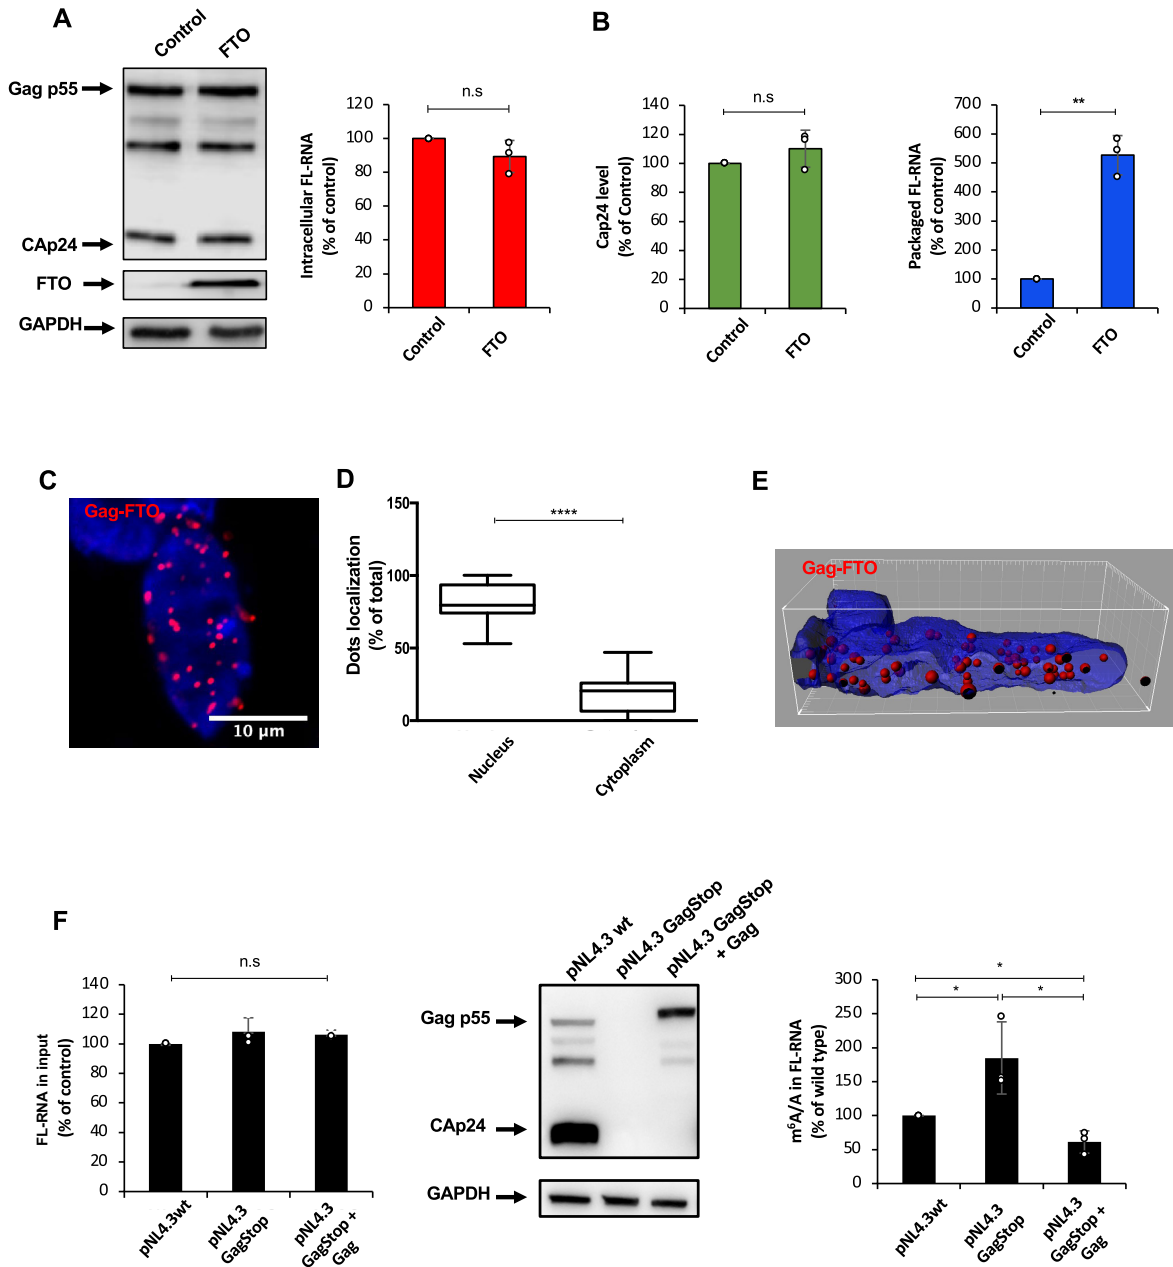 A
Control
FTO
Gag p55
CAp24
FTO
GAPDH
Intracellular FL-RNA
(% of control)
120
100
80
60
40
20
0
n.s
Control
FTO
B
Cap24 level
(% of Control)
140
120
100
80
60
40
20
0
n.s
Control
FTO
Packaged FL-RNA
(% of control)
700
600
500
400
300
200
100
0
**
Control
FTO
C
Gag-FTO
10 µm
D
Dots localization
(% of total)
150
100
50
0
****
Nucleus
Cytoplasm
E
Gag-FTO
F
FL-RNA in input
(% of control)
140
120
100
80
60
40
20
0
n.s
pNL4.3wt
pNL4.3
GagStop
pNL4.3
GagStop +
Gag
pNL4.3 wt
pNL4.3 GagStop
pNL4.3 GagStop
+ Gag
Gag p55
CAp24
GAPDH
m⁶A/A in FL-RNA
(% of wild type)
300
250
200
150
100
50
0
*
*
*
pNL4.3wt
pNL4.3
GagStop
pNL4.3
GagStop +
Gag